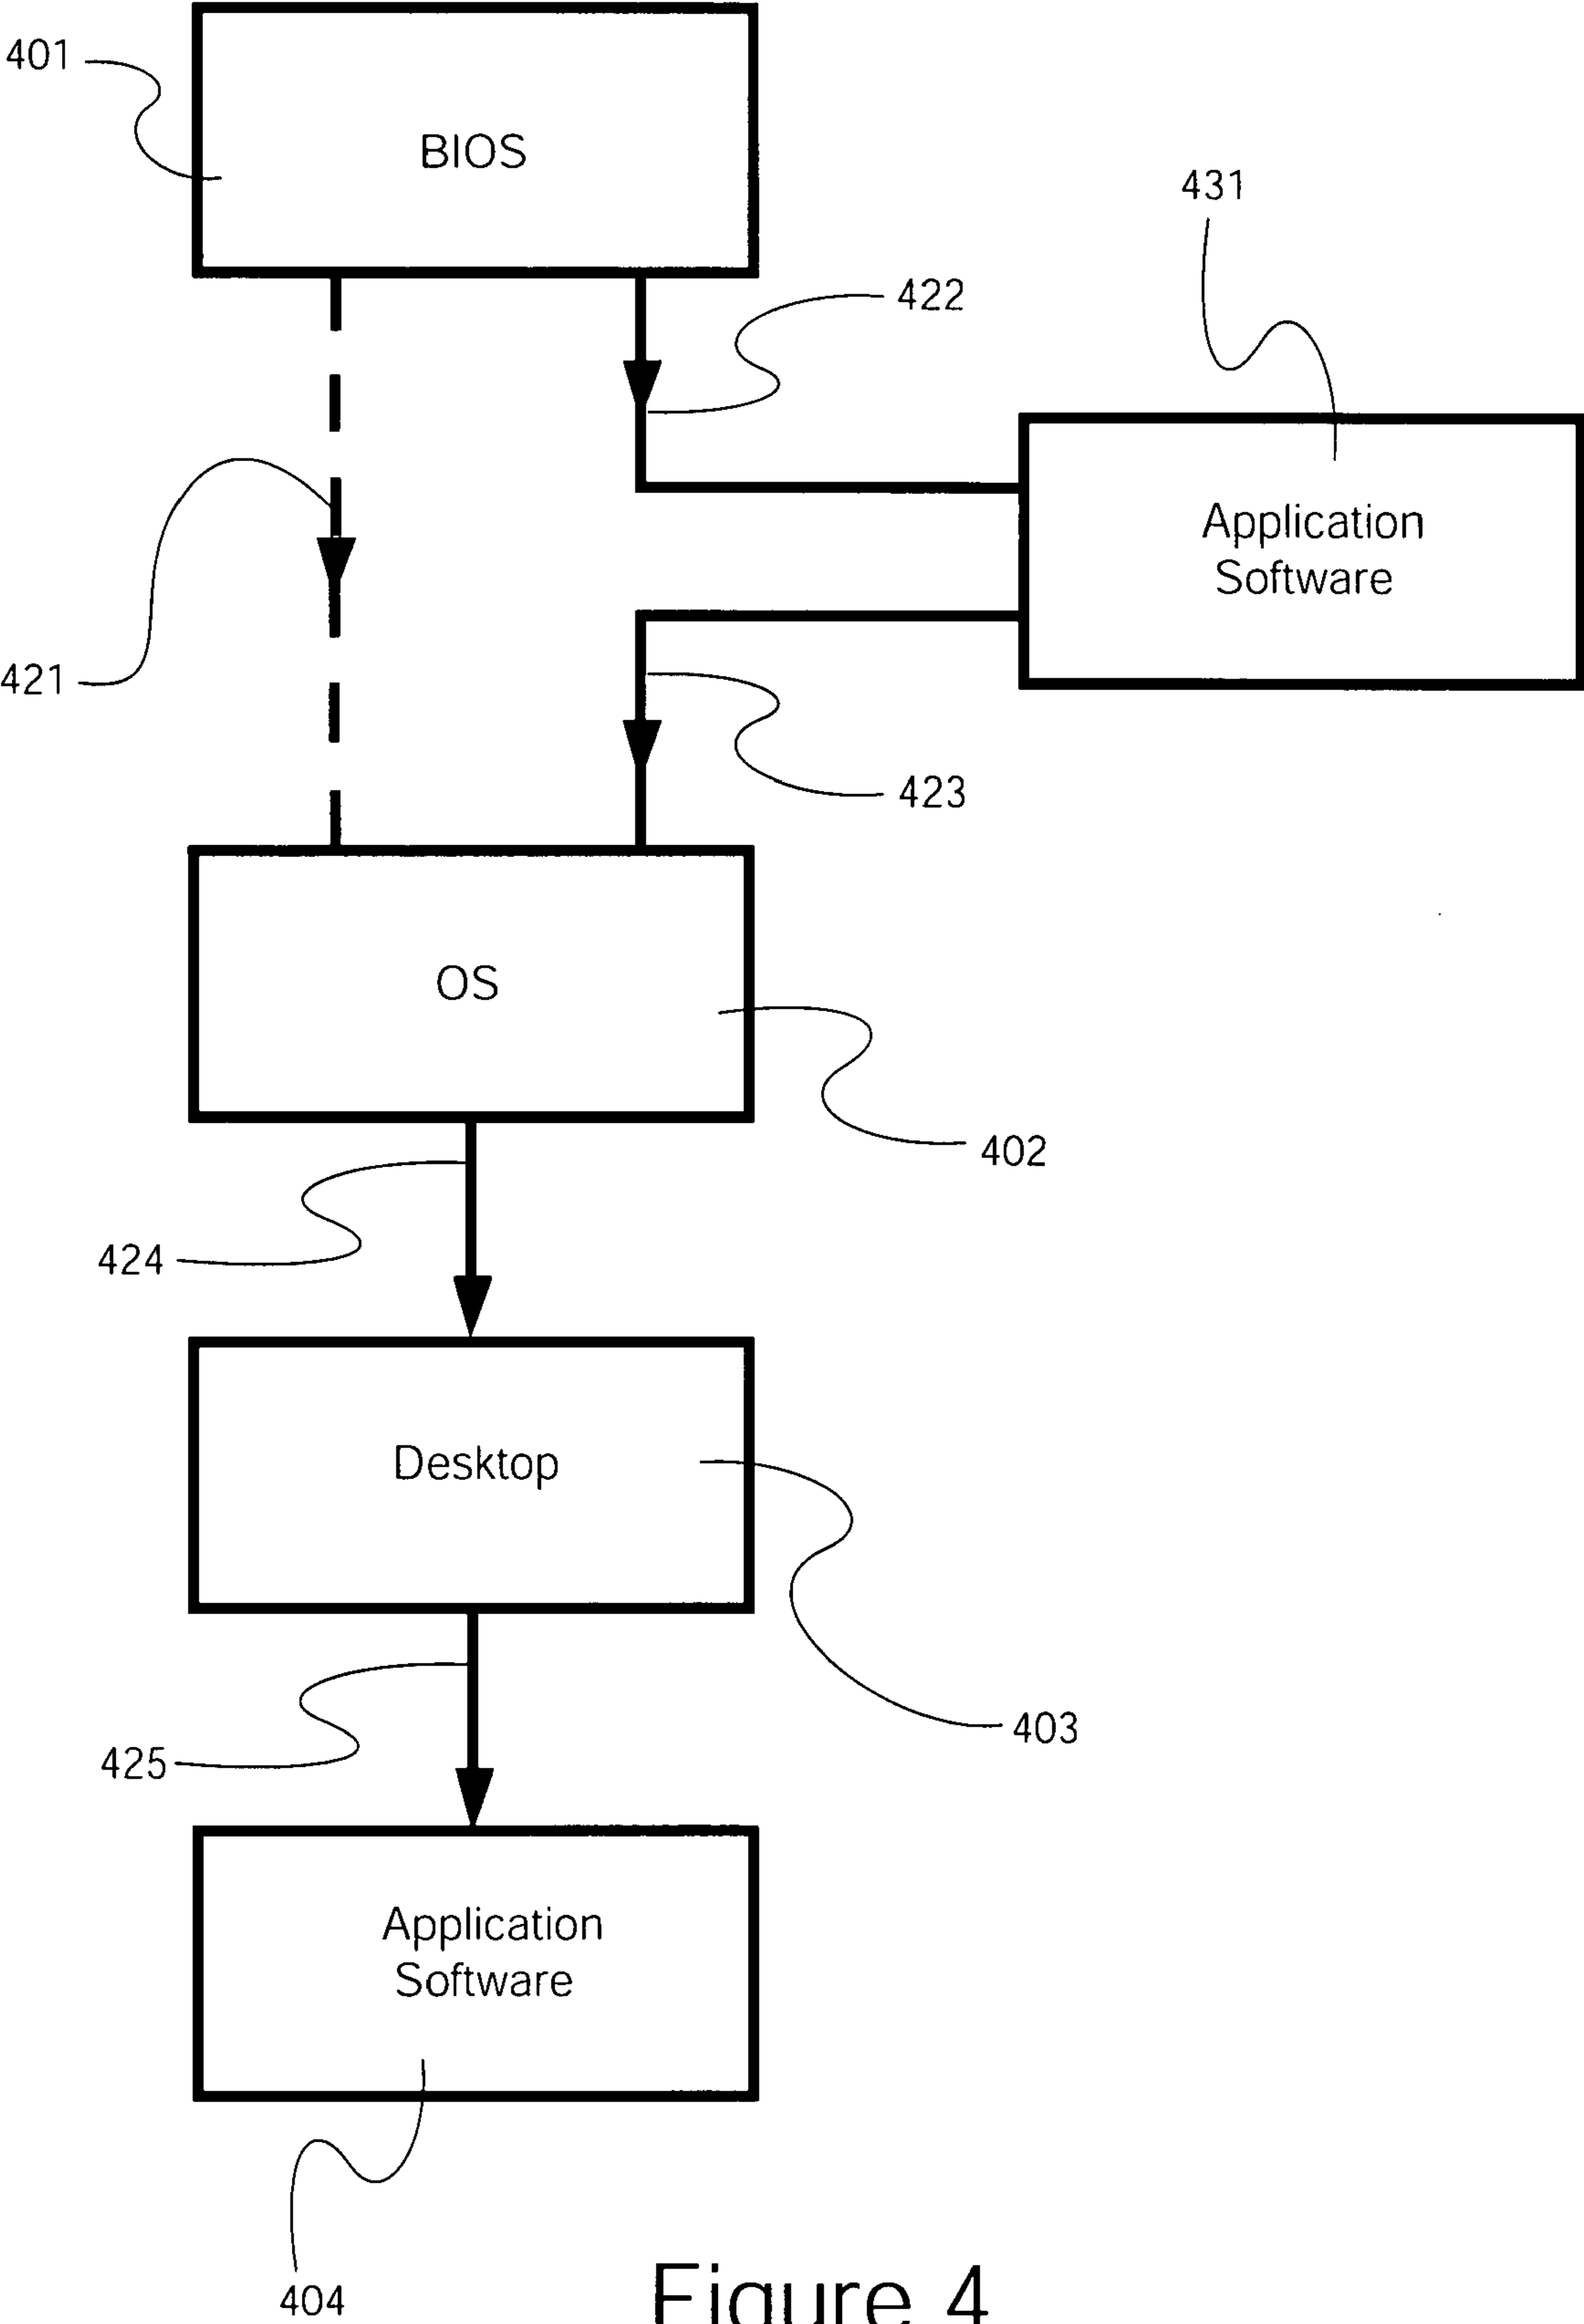 401
BIOS
431
422
Application
Software
421
423
OS
402
424
Desktop
403
425
Application
Software
404
Figure 4